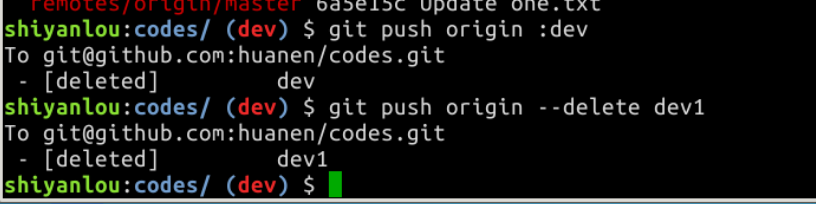 remotes/origin/master 6a5e15c Update one.txt
shiyanlou:codes/ (dev) $ git push origin :dev
To git@github.com:huanen/codes.git
 - [deleted]         dev
shiyanlou:codes/ (dev) $ git push origin --delete dev1
To git@github.com:huanen/codes.git
 - [deleted]         dev1
shiyanlou:codes/ (dev) $